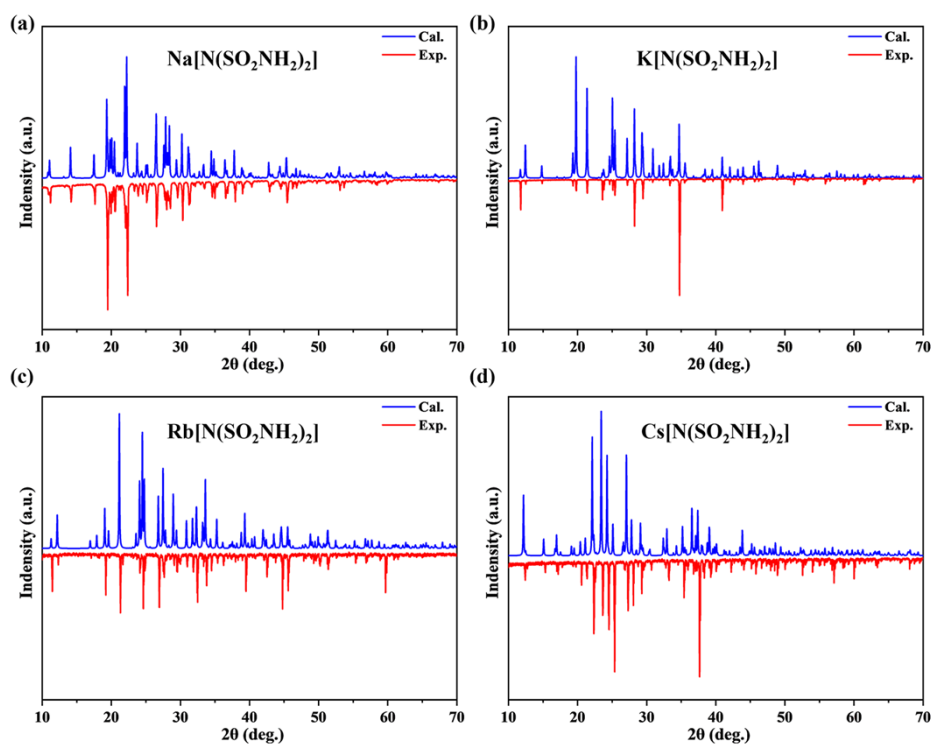 (a)
Na[N(SO₂NH₂)₂]
Cal.
Exp.
Indensity (a.u.)
10 20 30 40 50 60 70
2θ (deg.)
(b)
K[N(SO₂NH₂)₂]
Cal.
Exp.
Indensity (a.u.)
10 20 30 40 50 60 70
2θ (deg.)
(c)
Rb[N(SO₂NH₂)₂]
Cal.
Exp.
Indensity (a.u.)
10 20 30 40 50 60 70
2θ (deg.)
(d)
Cs[N(SO₂NH₂)₂]
Cal.
Exp.
Indensity (a.u.)
10 20 30 40 50 60 70
2θ (deg.)